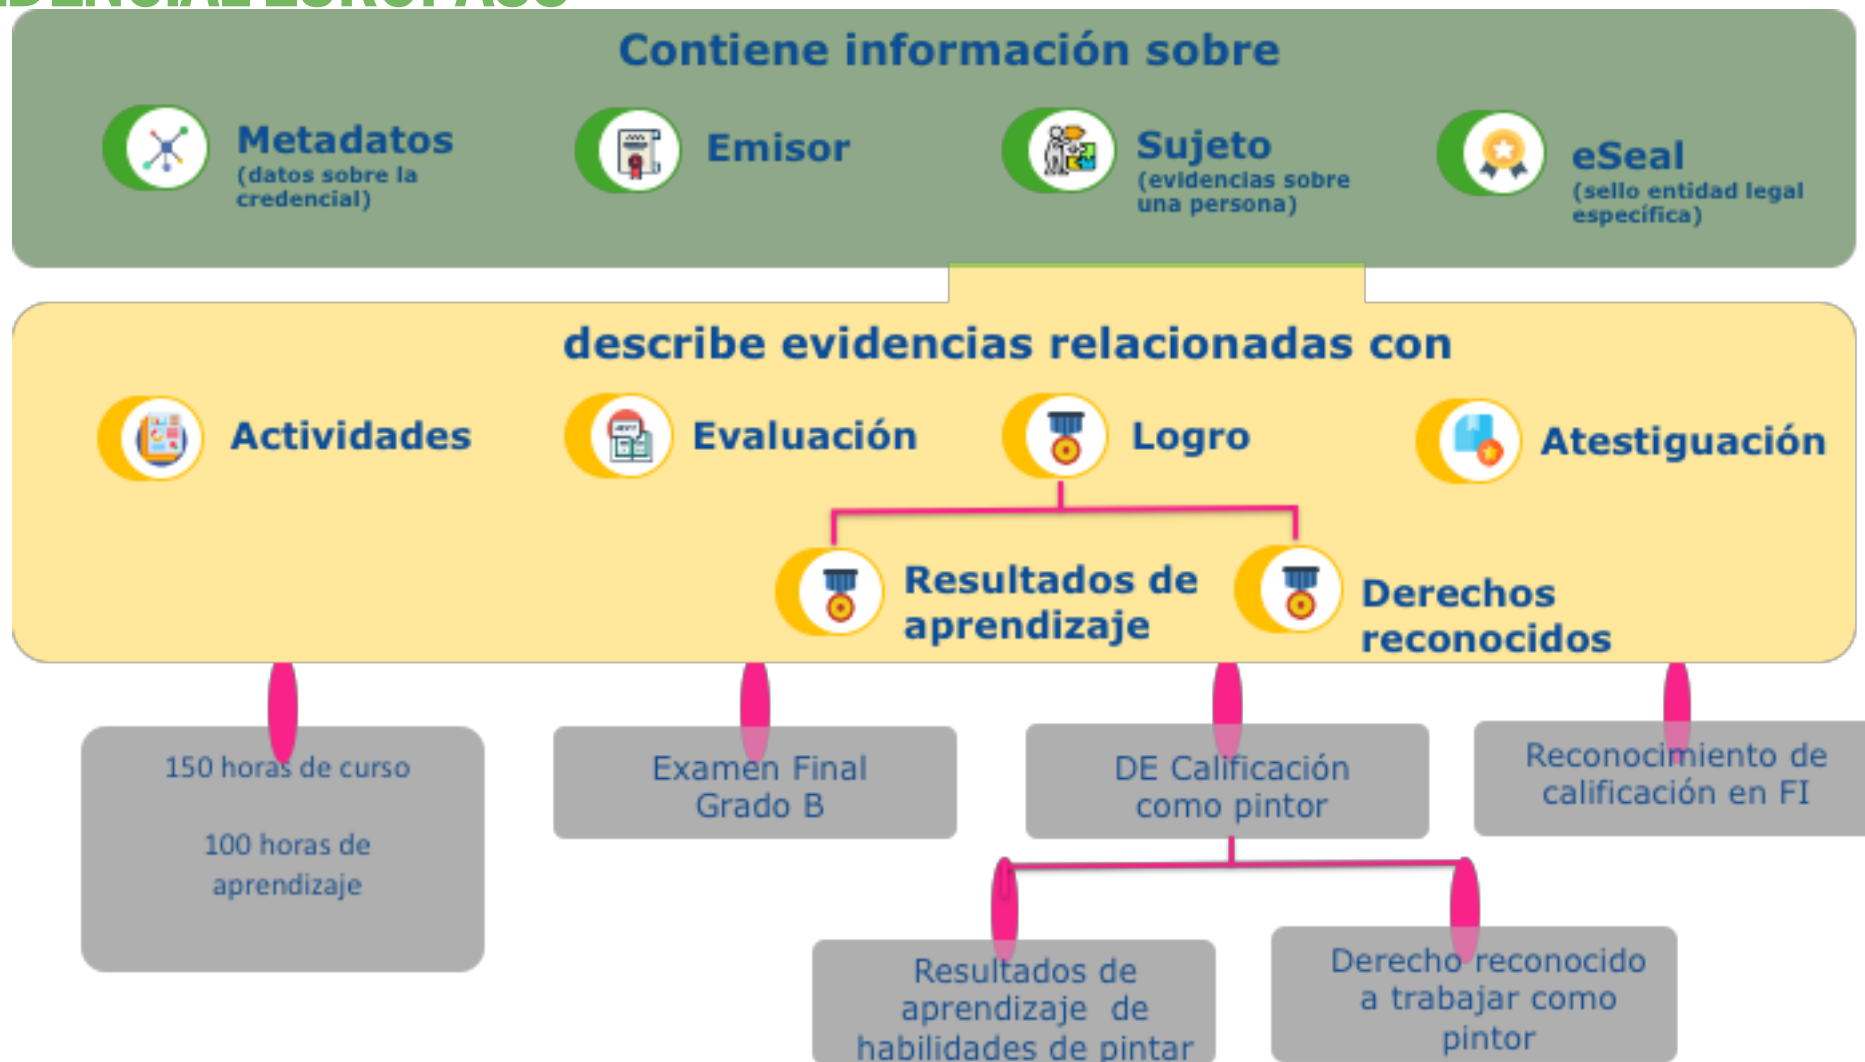 Contiene información sobre
Metadatos
(datos sobre la
credencial)
Emisor
Sujeto
(evidencias sobre
una persona)
eSeal
(sello entidad legal
específica)
describe evidencias relacionadas con
Actividades
Evaluación
Logro
Atestiguación
Resultados de
aprendizaje
Derechos
reconocidos
150 horas de curso
100 horas de
aprendizaje
Examen Final
Grado B
DE Calificación
como pintor
Reconocimiento de
calificación en FI
Resultados de
aprendizaje de
habilidades de pintar
Derecho reconocido
a trabajar como
pintor